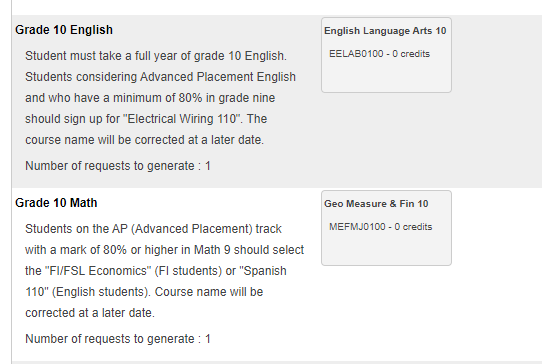 Grade 10 English
Student must take a full year of grade 10 English.
Students considering Advanced Placement English
and who have a minimum of 80% in grade nine
should sign up for "Electrical Wiring 110". The
course name will be corrected at a later date.
Number of requests to generate : 1
English Language Arts 10
EELAB0100 - 0 credits
Grade 10 Math
Students on the AP (Advanced Placement) track
with a mark of 80% or higher in Math 9 should select
the "FI/FSL Economics" (FI students) or "Spanish
110" (English students). Course name will be
corrected at a later date.
Number of requests to generate : 1
Geo Measure & Fin 10
MEFMJ0100 - 0 credits